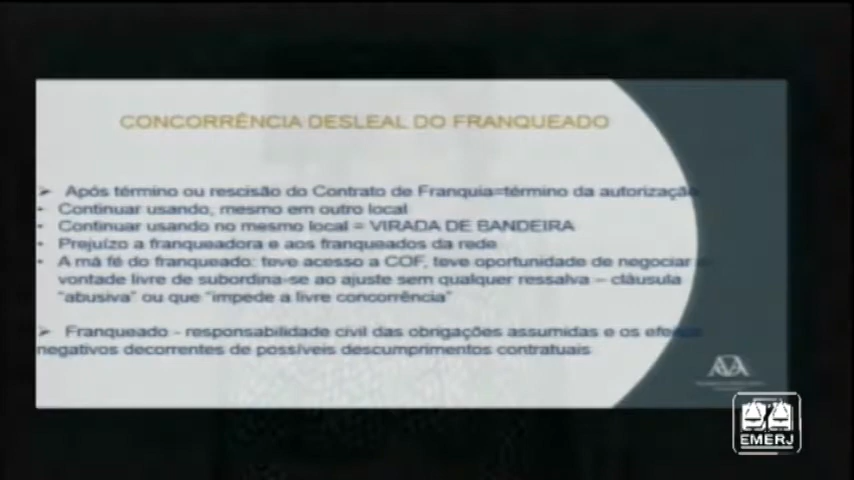 CONCORRÊNCIA DESLEAL DO FRANQUEADO
➢ Após término ou rescisão do Contrato de Franquia=término da autorização
• Continuar usando, mesmo em outro local
• Continuar usando no mesmo local = VIRADA DE BANDEIRA
• Prejuízo a franqueadora e aos franqueados da rede
• A má fé do franqueado: teve acesso a COF, teve oportunidade de negociar
vontade livre de subordina-se ao ajuste sem qualquer ressalva – cláusula
"abusiva" ou que "impede a livre concorrência"
➢ Franqueado - responsabilidade civil das obrigações assumidas e os
negativos decorrentes de possíveis descumprimentos contratuais
EMERJ